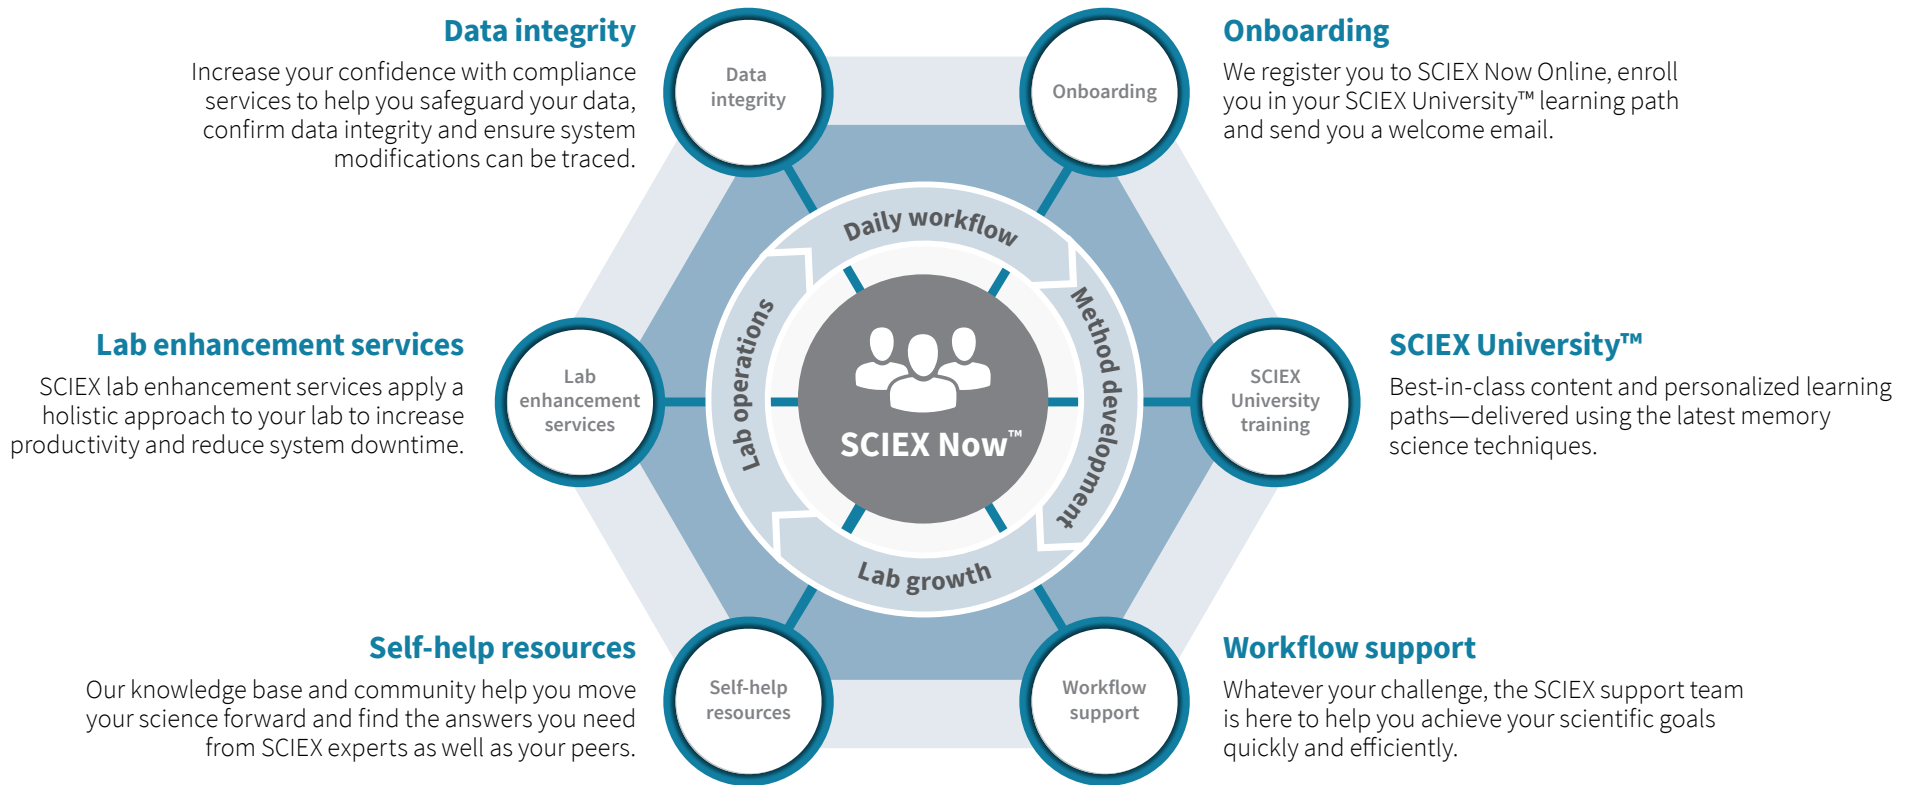 Data integrity
Increase your confidence with compliance
services to help you safeguard your data,
confirm data integrity and ensure system
modifications can be traced.
Data
integrity
Onboarding
Onboarding
We register you to SCIEX Now Online, enroll
you in your SCIEX University™ learning path
and send you a welcome email.
Daily workflow
Method development
Lab growth
Lab operations
SCIEX Now™
Lab enhancement services
SCIEX lab enhancement services apply a
holistic approach to your lab to increase
productivity and reduce system downtime.
Lab
enhancement
services
SCIEX
University
training
SCIEX University™
Best-in-class content and personalized learning
paths—delivered using the latest memory
science techniques.
Self-help resources
Our knowledge base and community help you move
your science forward and find the answers you need
from SCIEX experts as well as your peers.
Self-help
resources
Workflow
support
Workflow support
Whatever your challenge, the SCIEX support team
is here to help you achieve your scientific goals
quickly and efficiently.